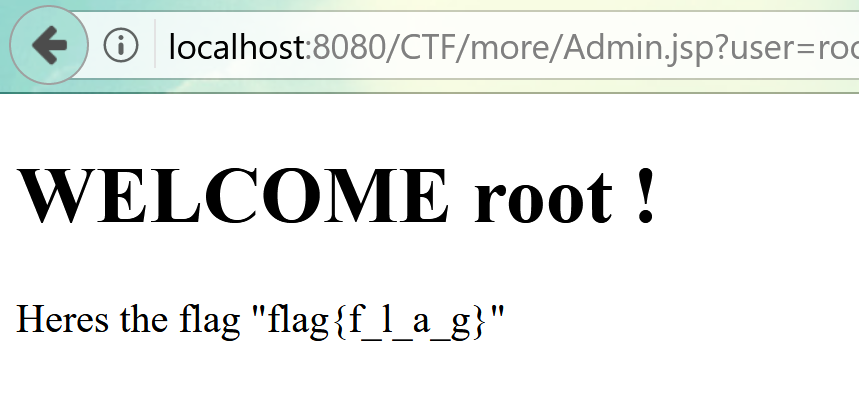 localhost:8080/CTF/more/Admin.jsp?user=roo
WELCOME root !
Heres the flag "flag{f_l_a_g}"